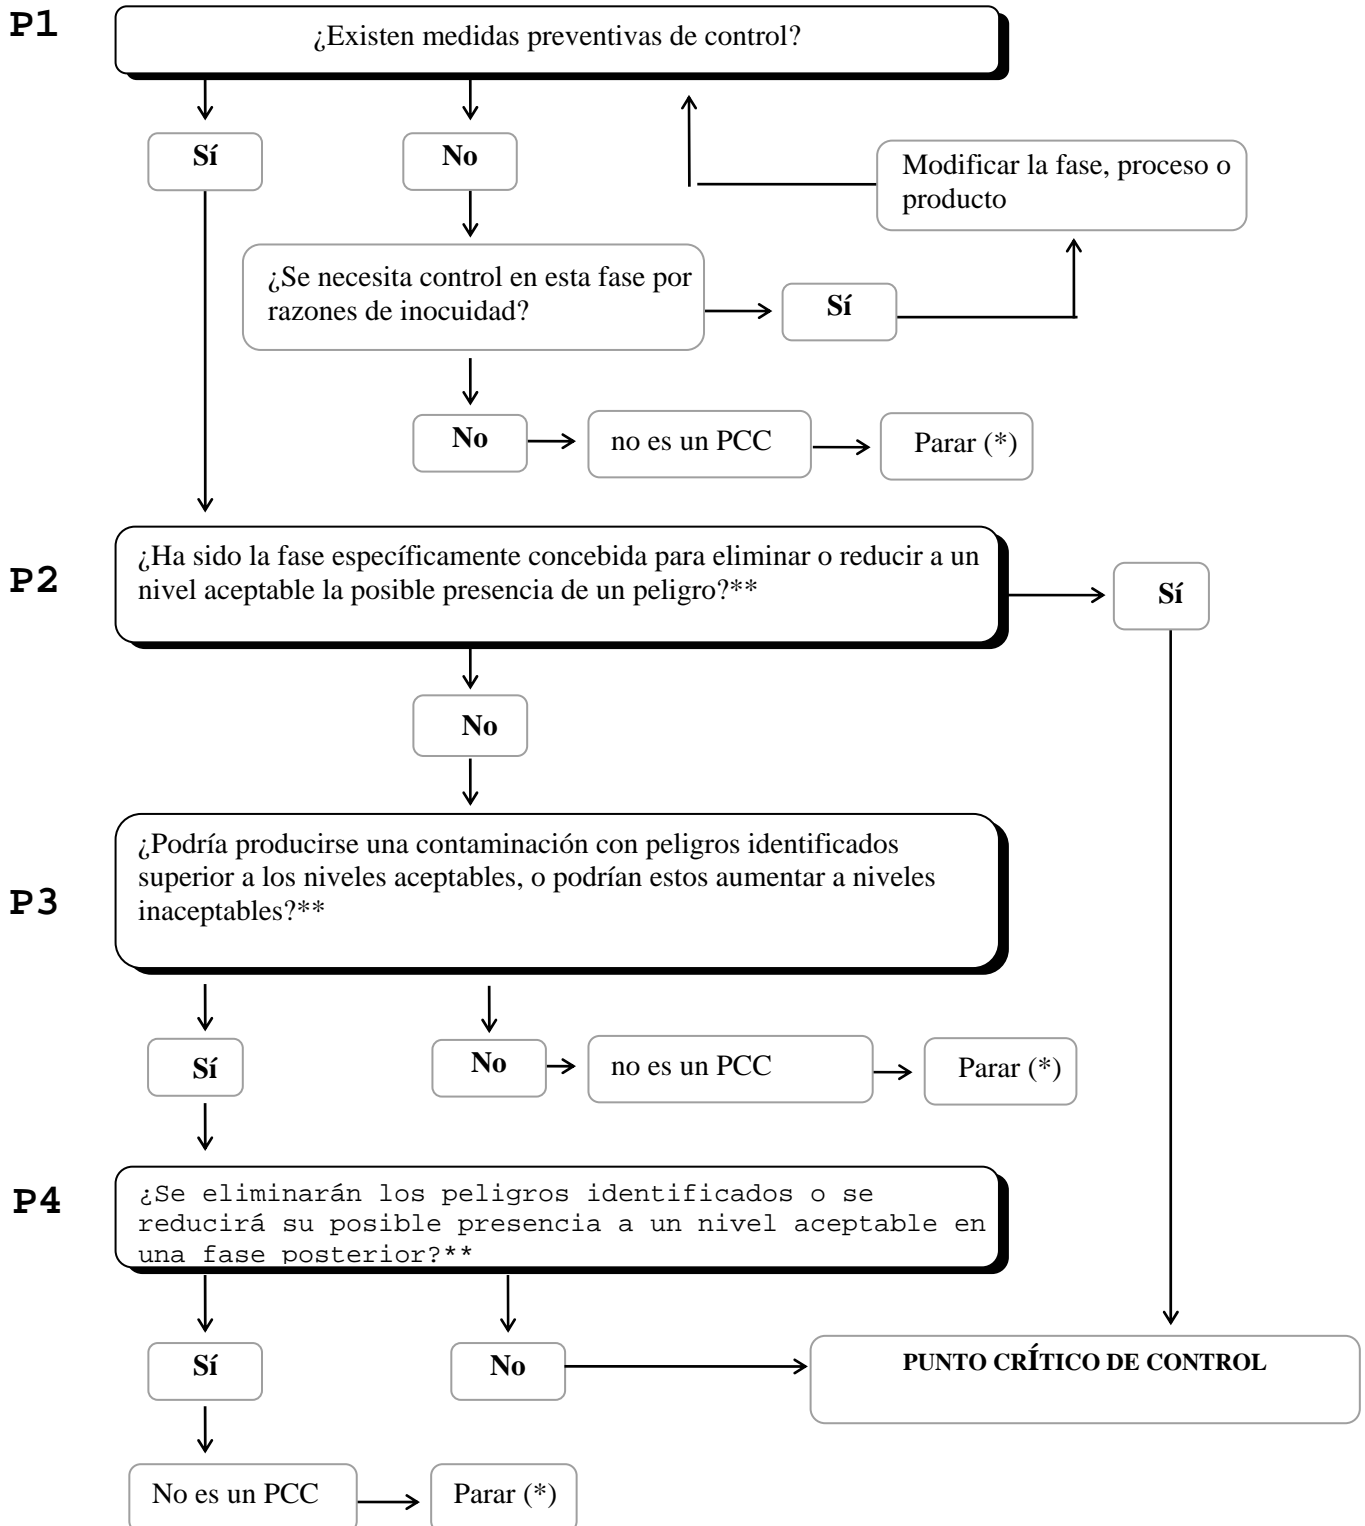 P1
¿Existen medidas preventivas de control?
Sí
No
Modificar la fase, proceso o
producto
¿Se necesita control en esta fase por
razones de inocuidad?
Sí
No
no es un PCC
Parar (*)
P2
¿Ha sido la fase específicamente concebida para eliminar o reducir a un
nivel aceptable la posible presencia de un peligro?**
Sí
No
P3
¿Podría producirse una contaminación con peligros identificados
superior a los niveles aceptables, o podrían estos aumentar a niveles
inaceptables?**
Sí
No
no es un PCC
Parar (*)
P4
¿Se eliminarán los peligros identificados o se
reducirá su posible presencia a un nivel aceptable en
una fase posterior?**
Sí
No
PUNTO CRÍTICO DE CONTROL
No es un PCC
Parar (*)